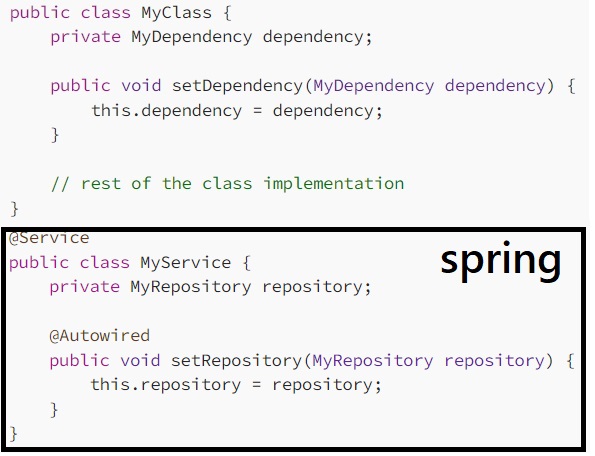 public class MyClass {
    private MyDependency dependency;

    public void setDependency(MyDependency dependency) {
        this.dependency = dependency;
    }

    // rest of the class implementation
}
@Service
spring
public class MyService {
    private MyRepository repository;

    @Autowired
    public void setRepository(MyRepository repository) {
        this.repository = repository;
    }
}